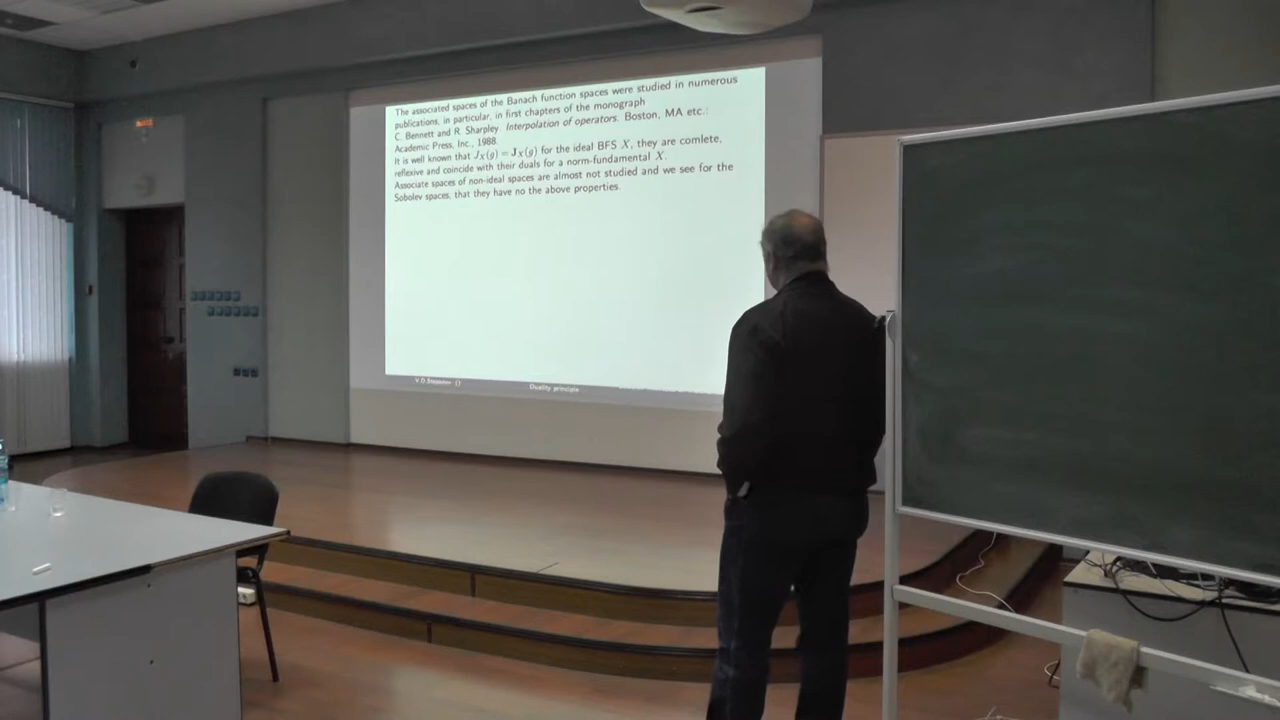 The associated spaces of the Banach function spaces were studied in numerous
publications, in particular, in first chapters of the monograph
C. Bennett and R. Sharpley. Interpolation of operators. Boston, MA etc.:
Academic Press, Inc., 1988.
It is well known that J_X(g) = 𝐉_X(g) for the ideal BFS X, they are comlete,
reflexive and coincide with their duals for a norm-fundamental X.
Associate spaces of non-ideal spaces are almost not studied and we see for the
Sobolev spaces, that they have no the above properties.
V.D.Stepanov ()
Duality principle